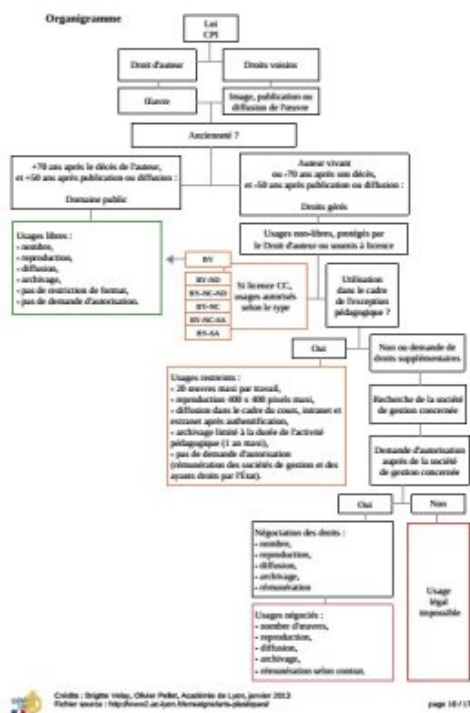 Organigramme
Loi
CPI
Droit d'auteur
Droits voisins
Œuvre
Image, publication ou
diffusion de l'œuvre
Ancienneté ?
+70 ans après le décès de l'auteur,
et +50 ans après publication ou diffusion :
Domaine public
Auteur vivant
ou -70 ans après son décès,
et -50 ans après publication ou diffusion :
Droits gérés
Usages libres :
- nombre,
- reproduction,
- diffusion,
- archivage,
- pas de restriction de format,
- pas de demande d'autorisation.
Usages non-libres, protégés par
le Droit d'auteur ou soumis à licence
BY
BY-ND
BY-NC-ND
BY-NC
BY-NC-SA
BY-SA
Si licence CC,
usages autorisés
selon le type
Utilisation
dans le cadre
de l'exception
pédagogique ?
Oui
Non ou demande de
droits supplémentaires
Usages restreints :
- 20 œuvres maxi par travail,
- reproduction 400 x 400 pixels maxi,
- diffusion dans le cadre du cours, intranet et
extranet après authentification,
- archivage limité à la durée de l'activité
pédagogique (1 an maxi),
- pas de demande d'autorisation
(rémunération des sociétés de gestion et des
ayants droits par l'État).
Recherche de la société
de gestion concernée
Demande d'autorisation
auprès de la société
de gestion concernée
Oui
Non
Négociation des droits :
- nombre,
- reproduction,
- diffusion,
- archivage,
- rémunération
Usage
légal
impossible
Usages négociés :
- nombre d'œuvres,
- reproduction,
- diffusion,
- archivage,
- rémunération selon contrat.
Crédits : Brigitte Velay, Olivier Pellet, Académie de Lyon, janvier 2013
Fichier source : http://www2.ac-lyon.fr/enseigne/arts-plastiques/
page 10 / 17